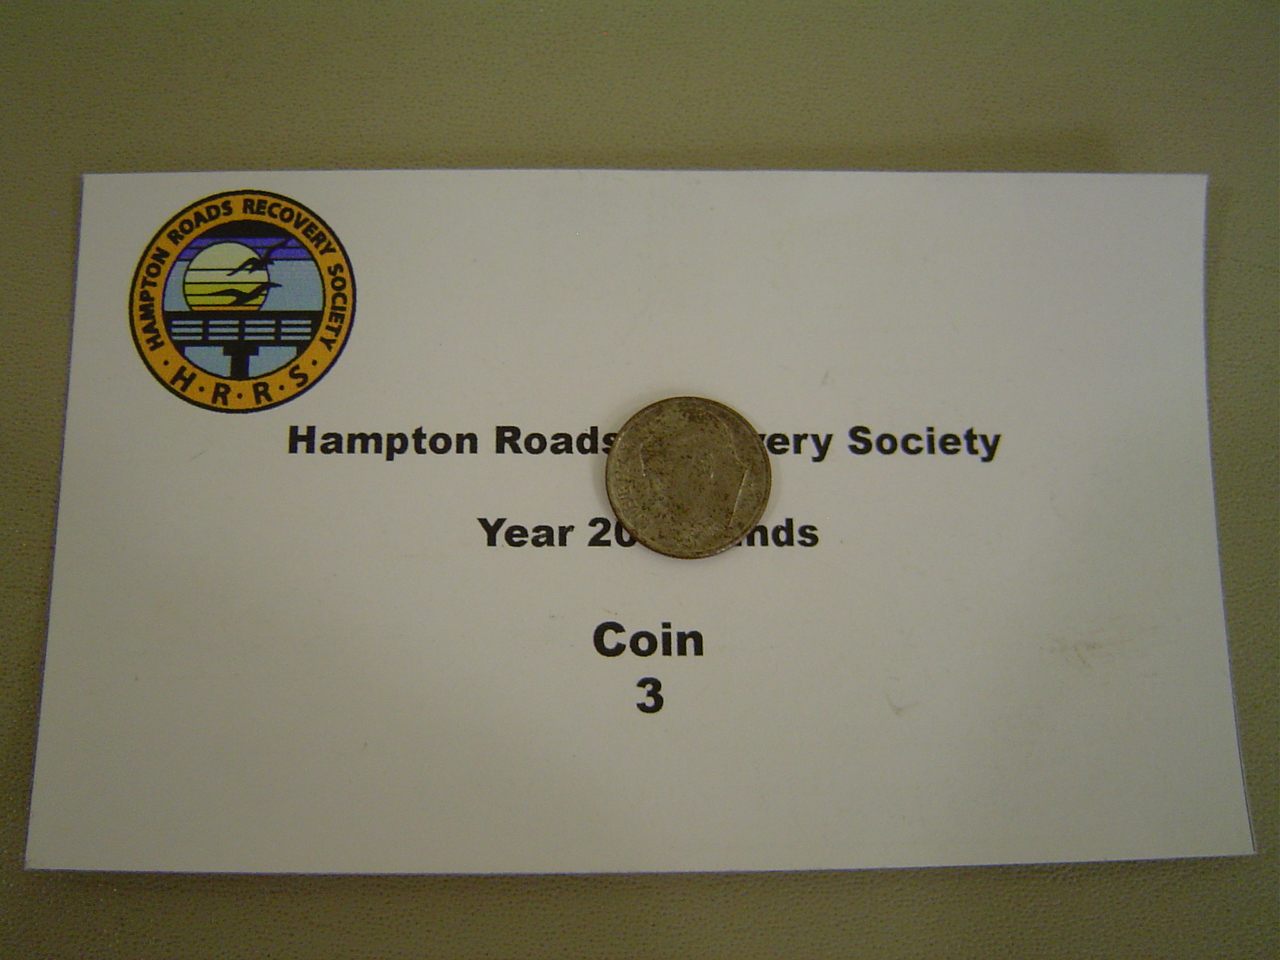 HAMPTON ROADS RECOVERY SOCIETY
· H · R · R · S ·
Hampton Roads very Society
Year 20 nds
Coin
3